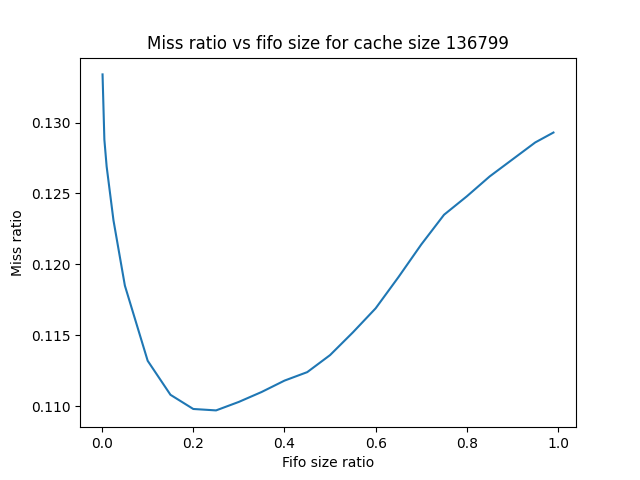 Miss ratio vs fifo size for cache size 136799
0.130
0.125
0.120
0.115
0.110
Miss ratio
0.0 0.2 0.4 0.6 0.8 1.0
Fifo size ratio